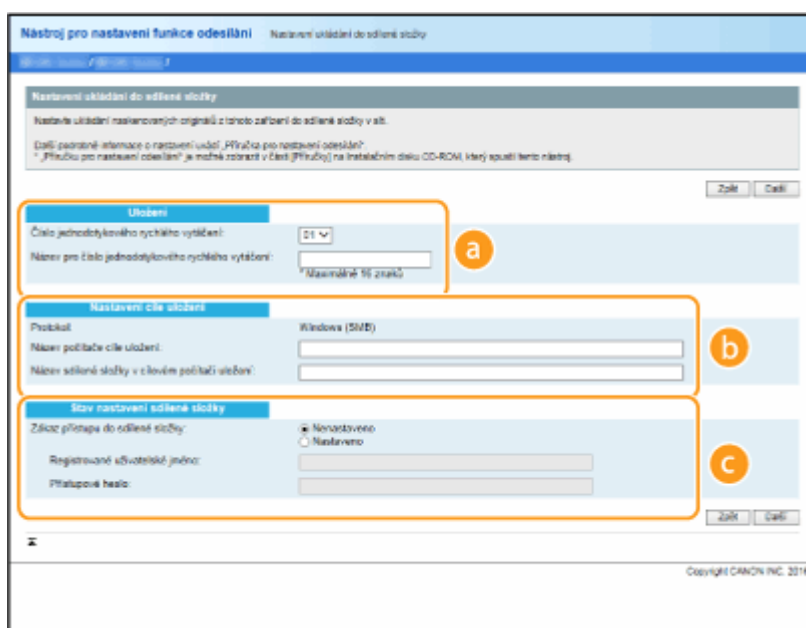 Nástroj pro nastavení funkce odesílání Nastavení ukládání do sdílené složky
Nastavení ukládání do sdílené složky
Nastavte ukládání naskenovaných originálů z tohoto zařízení do sdílené složky v síti.
Další podrobné informace o nastavení uvádí „Příručka pro nastavení odesílání“.
* „Příručku pro nastavení odesílání“ je možné zobrazit v části [Příručky] na Instalačním disku CD-ROM, který spustí tento nástroj.
Zpět Další
Uložení
Číslo jednodotykového rychlého vytáčení: 01
Název pro číslo jednodotykového rychlého vytáčení:
* Maximálně 16 znaků
a
Nastavení cíle uložení
Protokol: Windows (SMB)
Název počítače cíle uložení:
Název sdílené složky v cílovém počítači uložení:
b
Stav nastavení sdílené složky
Zákaz přístupu do sdílené složky: Nenastaveno
Nastaveno
Registrované uživatelské jméno:
Přístupové heslo:
c
Zpět Další
Copyright CANON INC. 2016